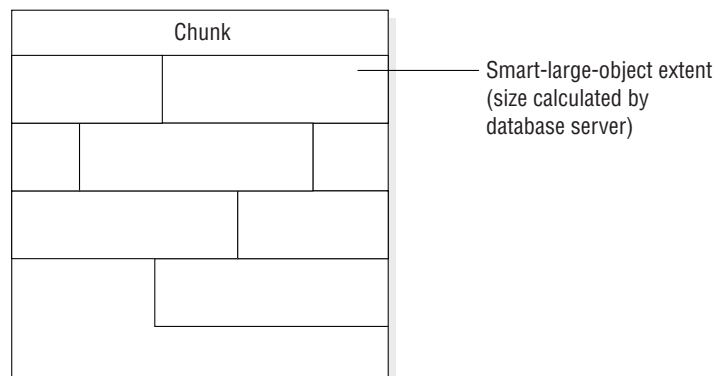 Chunk
Smart-large-object extent
(size calculated by
database server)